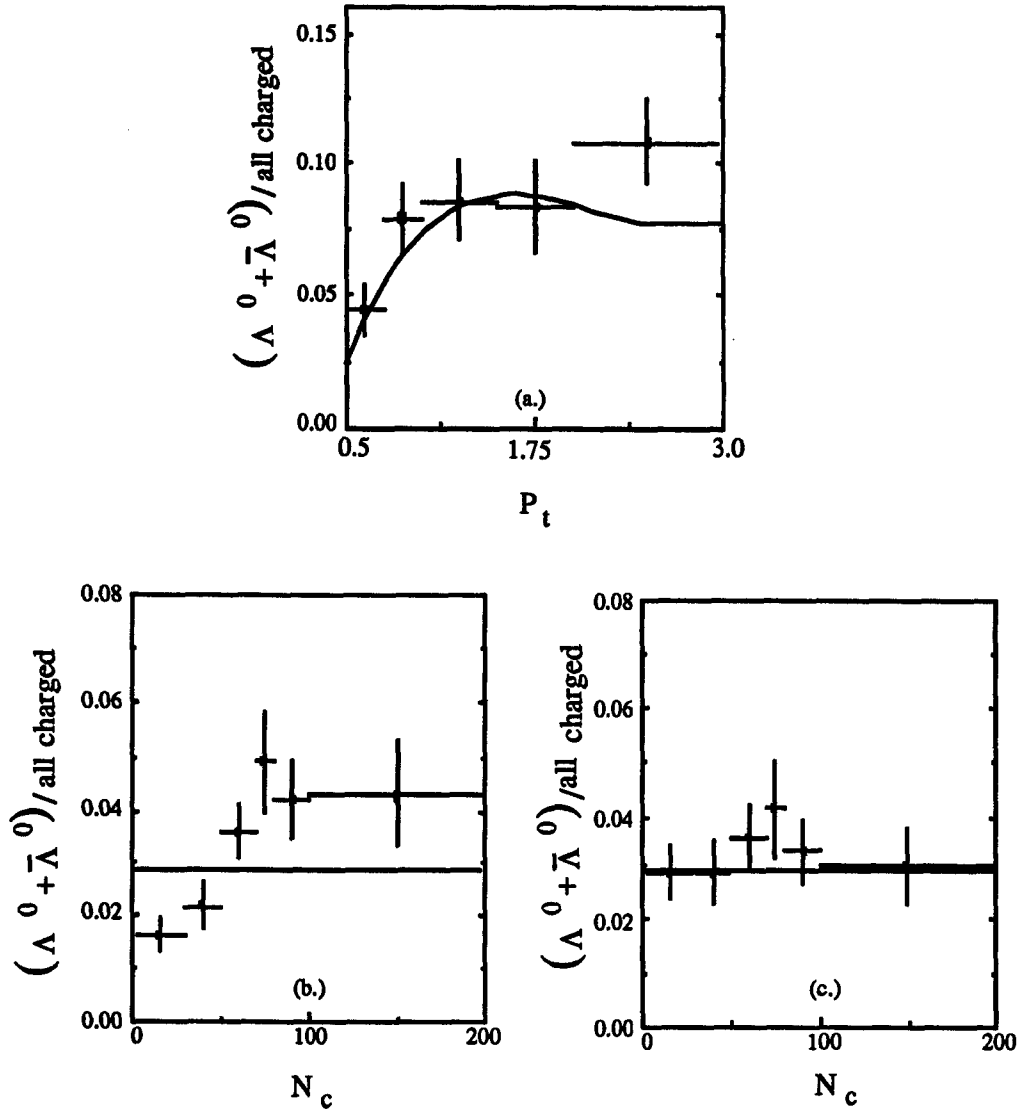 (Λ⁰ + Λ̅⁰)/all charged
0.15
0.10
0.05
0.00
(a.)
0.5
1.75
3.0
P_t
(Λ⁰ + Λ̅⁰)/all charged
0.08
0.06
0.04
0.02
0.00
(b.)
0
100
200
N_c
(Λ⁰ + Λ̅⁰)/all charged
0.08
0.06
0.04
0.02
0.00
(c.)
0
100
200
N_c